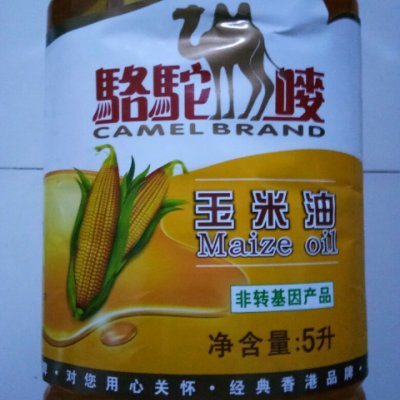 駱駝嘜
CAMEL BRAND
玉米油
Maize oil
非转基因产品
净含量:5升
·对您用心关怀·经典香港品牌·